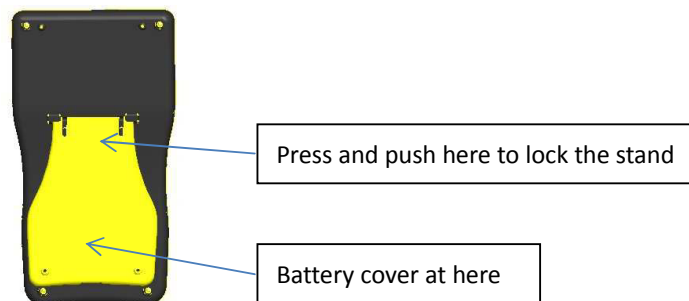 Press and push here to lock the stand
Battery cover at here